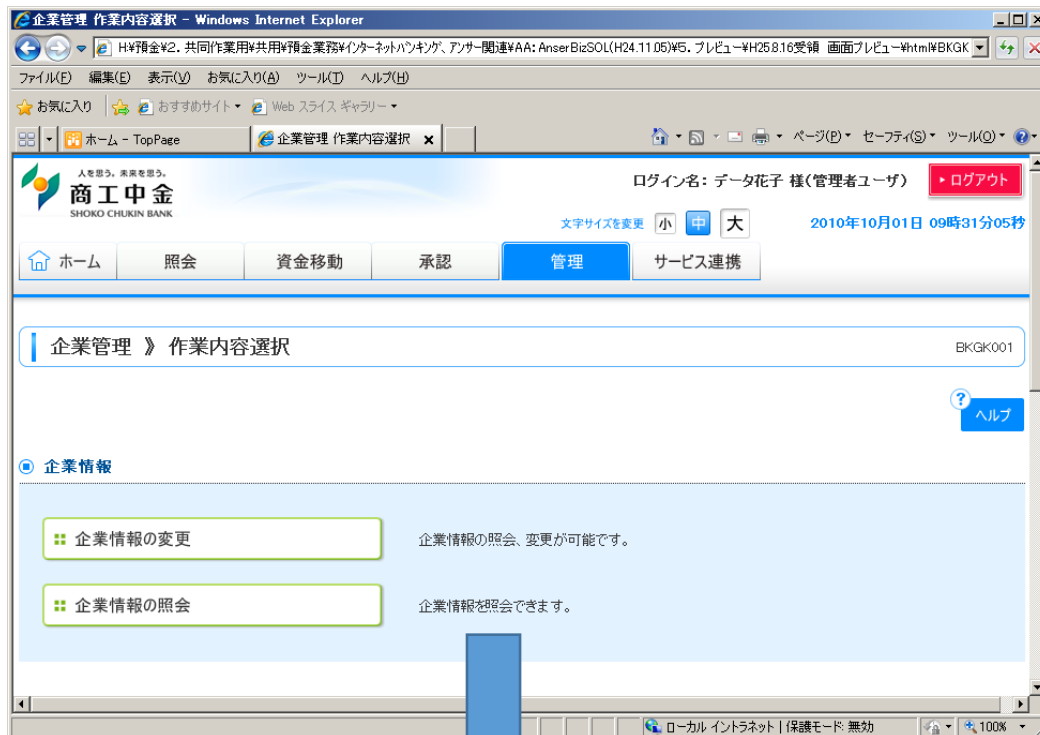 企業管理 作業内容選択 - Windows Internet Explorer
H:¥預金¥2. 共同作業用¥共用¥預金業務¥インターネットバンキング、アンサー関連¥AA: AnserBizSOL(H24.11.05)¥5. プレビュー¥H25.8.16受領 画面プレビュー¥html¥BKGK
ファイル(F) 編集(E) 表示(V) お気に入り(A) ツール(T) ヘルプ(H)
お気に入り おすすめサイト Web スライス ギャラリー
ホーム - TopPage 企業管理 作業内容選択 ページ(P) セーフティ(S) ツール(O)
人を思う。未来を思う。
商工中金
SHOKO CHUKIN BANK
ログイン名: データ花子 様(管理者ユーザ) ログアウト
文字サイズを変更 小 中 大 2010年10月01日 09時31分05秒
ホーム 照会 資金移動 承認 管理 サービス連携
企業管理 》 作業内容選択 BKGK001
? ヘルプ
企業情報
企業情報の変更 企業情報の照会、変更が可能です。
企業情報の照会 企業情報を照会できます。
ローカル イントラネット | 保護モード: 無効 100%